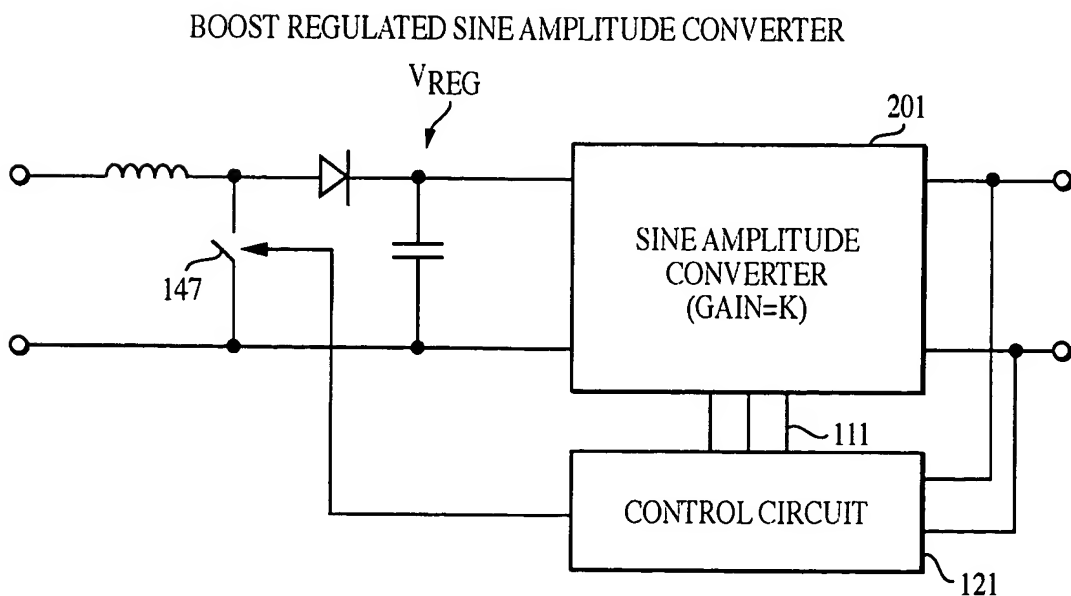 BOOST REGULATED SINE AMPLITUDE CONVERTER
VREG
201
SINE AMPLITUDE
CONVERTER
(GAIN=K)
147
111
CONTROL CIRCUIT
121